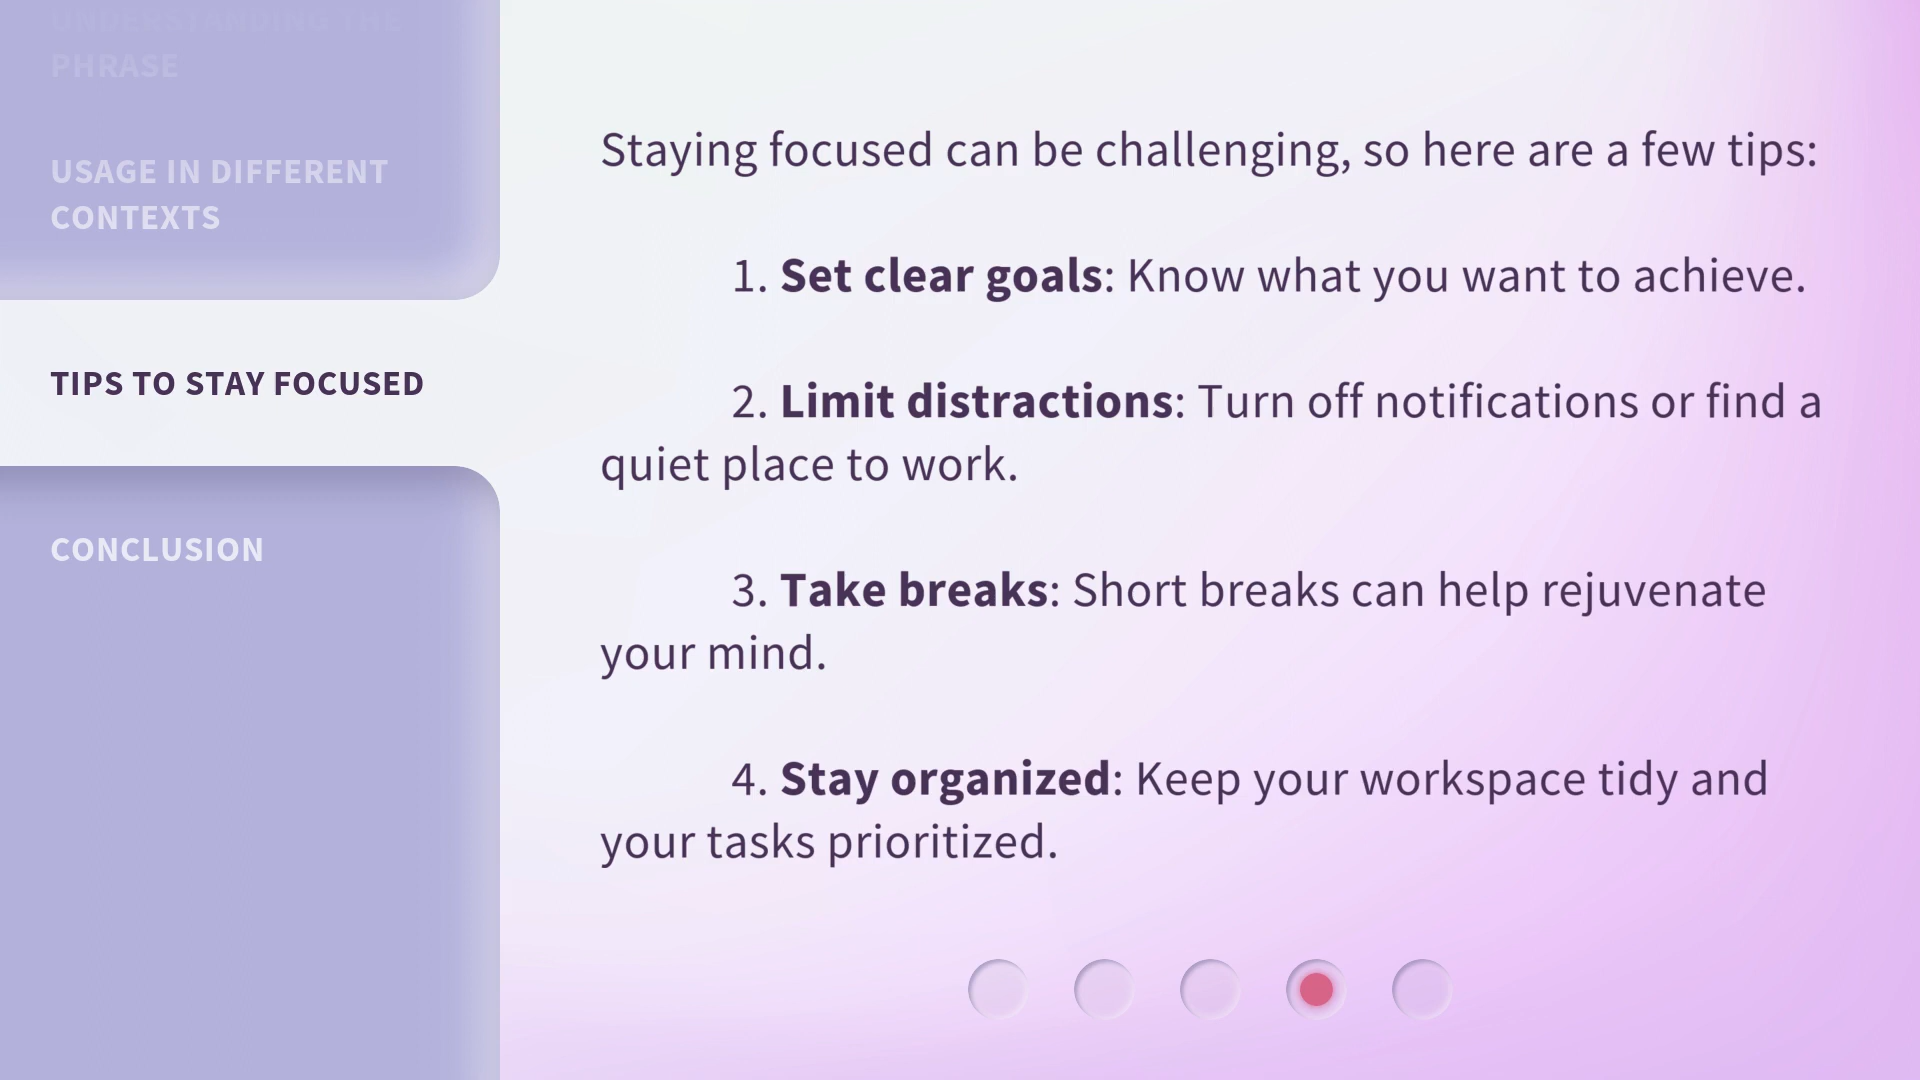 UNDERSTANDING THE
PHRASE
USAGE IN DIFFERENT
CONTEXTS
TIPS TO STAY FOCUSED
CONCLUSION
Staying focused can be challenging, so here are a few tips:
1. Set clear goals: Know what you want to achieve.
2. Limit distractions: Turn off notifications or find a
quiet place to work.
3. Take breaks: Short breaks can help rejuvenate
your mind.
4. Stay organized: Keep your workspace tidy and
your tasks prioritized.